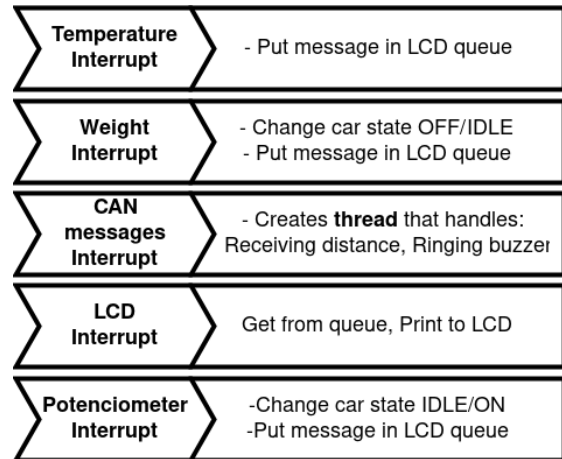 Temperature
Interrupt
- Put message in LCD queue
Weight
Interrupt
- Change car state OFF/IDLE
- Put message in LCD queue
CAN
messages
Interrupt
- Creates thread that handles:
Receiving distance, Ringing buzzer
LCD
Interrupt
Get from queue, Print to LCD
Potenciometer
Interrupt
-Change car state IDLE/ON
-Put message in LCD queue